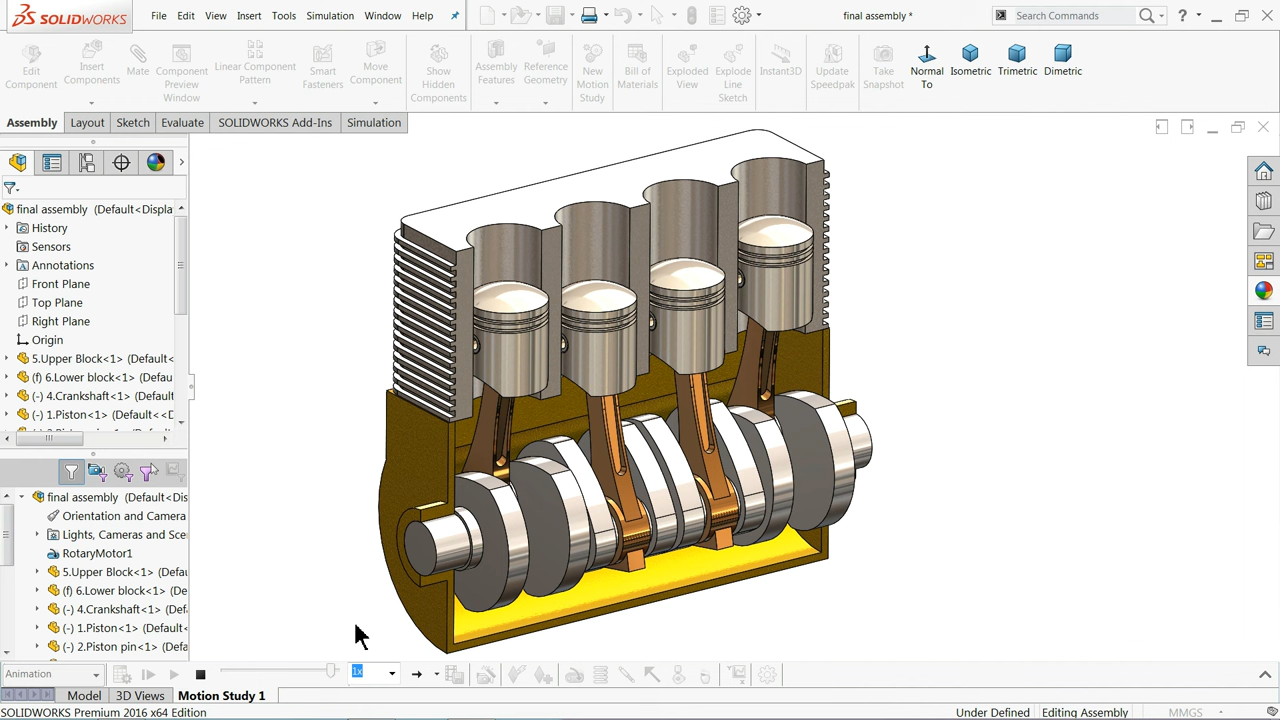 SOLIDWORKS
File Edit View Insert Tools Simulation Window Help
final assembly *
Search Commands
Edit Component
Insert Components
Mate
Component Preview Window
Linear Component Pattern
Smart Fasteners
Move Component
Show Hidden Components
Assembly Features
Reference Geometry
New Motion Study
Bill of Materials
Exploded View
Explode Line Sketch
Instant3D
Update Speedpak
Take Snapshot
Normal To
Isometric
Trimetric
Dimetric
Assembly Layout Sketch Evaluate SOLIDWORKS Add-Ins Simulation
final assembly (Default<Displa
History
Sensors
Annotations
Front Plane
Top Plane
Right Plane
Origin
5.Upper Block<1> (Default<
(f) 6.Lower block<1> (Defau
(-) 4.Crankshaft<1> (Default
(-) 1.Piston<1> (Default<<D
final assembly (Default<Dis
Orientation and Camera
Lights, Cameras and Sce
RotaryMotor1
5.Upper Block<1> (Defa
(f) 6.Lower block<1> (De
(-) 4.Crankshaft<1> (Def
(-) 1.Piston<1> (Default<
(-) 2.Piston pin<1> (Def
Animation
1x
Model 3D Views Motion Study 1
SOLIDWORKS Premium 2016 x64 Edition
Under Defined
Editing Assembly
MMGS